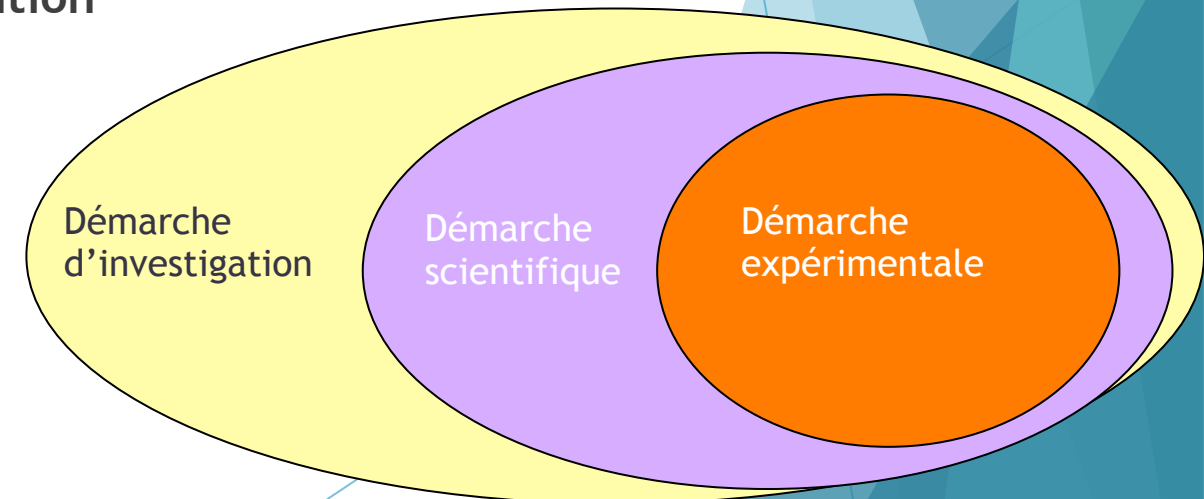 Démarche
d’investigation
Démarche
scientifique
Démarche
expérimentale